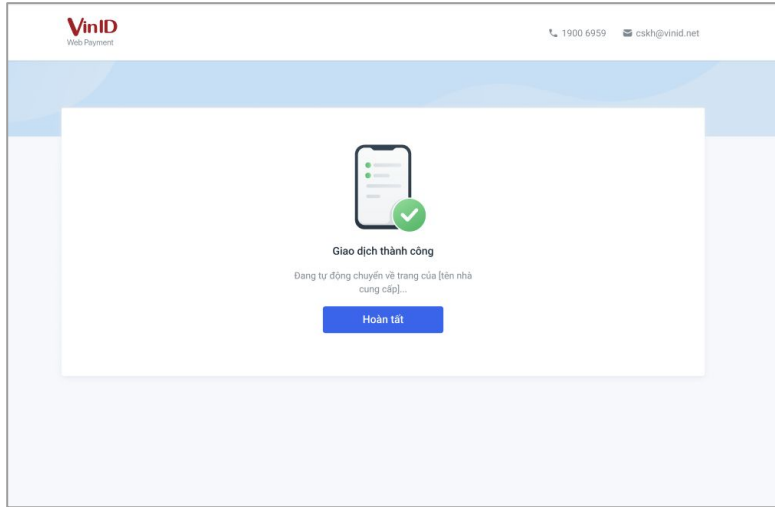 VinID
Web Payment
1900 6959
cskh@vinid.net
Giao dịch thành công
Đang tự động chuyển về trang của [tên nhà
cung cấp]...
Hoàn tất